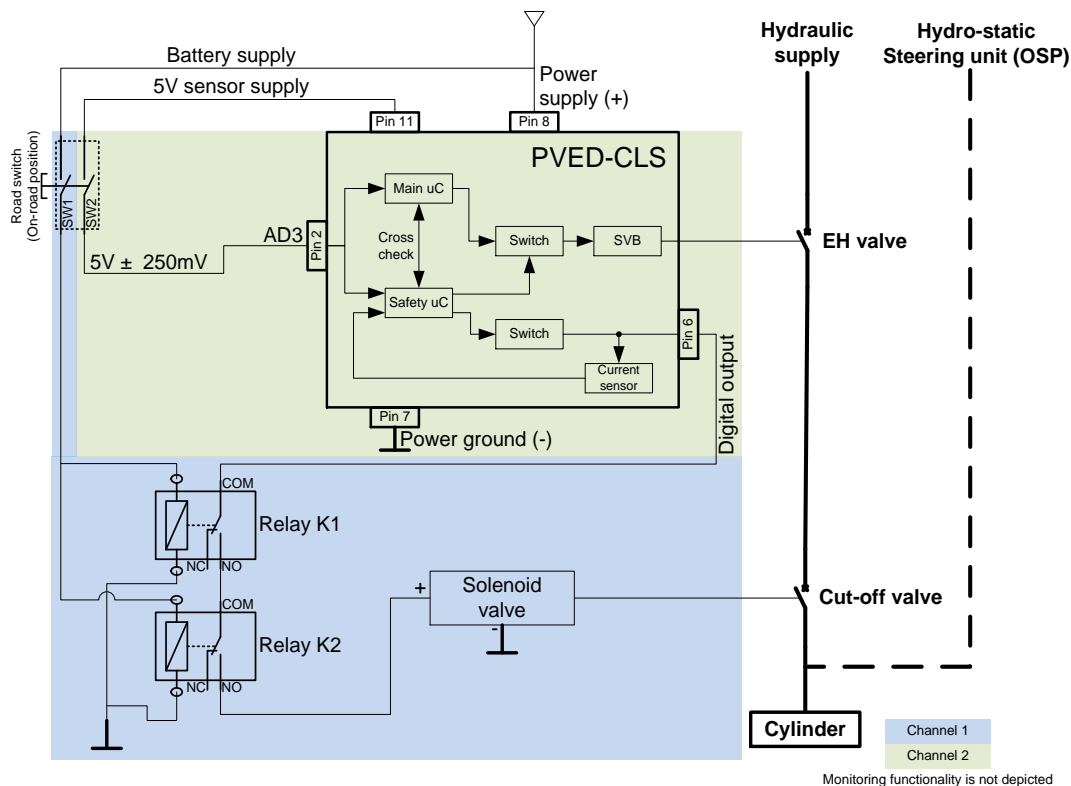 Hydraulic
supply
Hydro-static
Steering unit (OSP)
Battery supply
5V sensor supply
Power
supply (+)
Pin 11
Pin 8
PVED-CLS
Road switch
(On-road position)
SW1
SW2
Main uC
AD3
Pin 2
Cross
check
Switch
SVB
EH valve
5V ± 250mV
Safety uC
Switch
Pin 6
Current
sensor
Digital output
Pin 7
Power ground (-)
COM
Relay K1
NC
NO
COM
Relay K2
NC
NO
+
Solenoid
valve
-
Cut-off valve
Cylinder
Channel 1
Channel 2
Monitoring functionality is not depicted